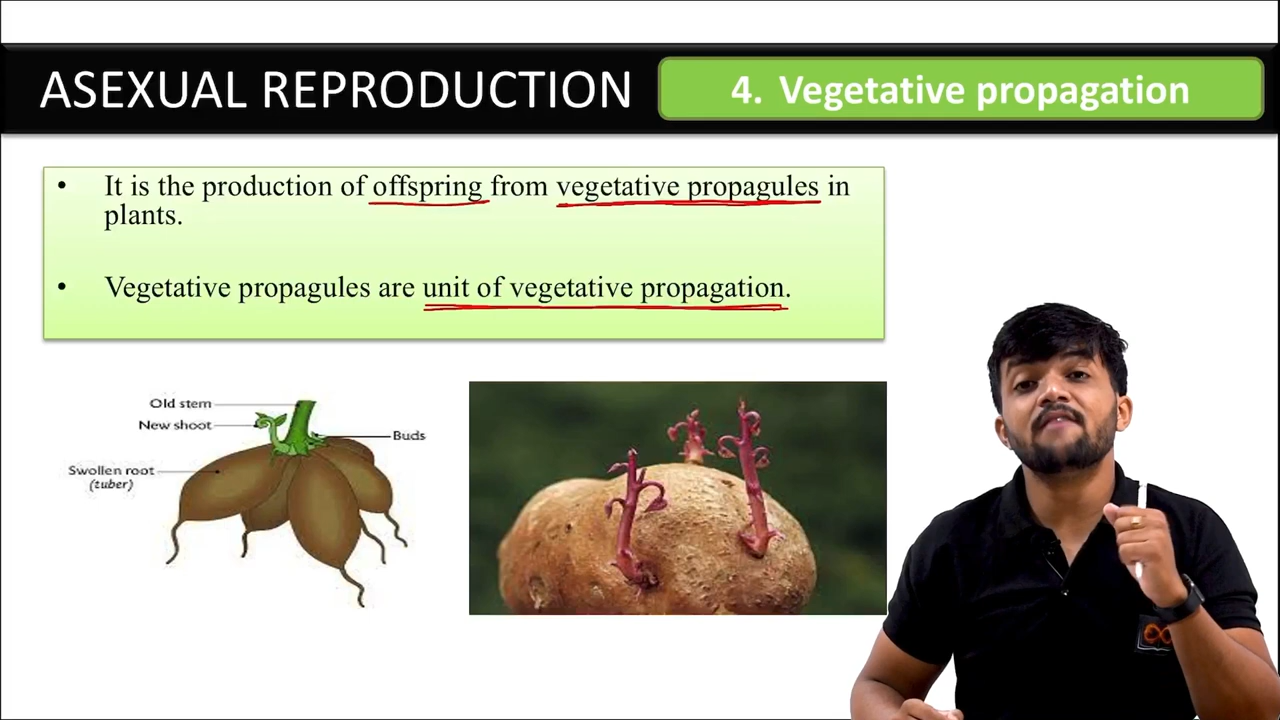 ASEXUAL REPRODUCTION
4. Vegetative propagation
• It is the production of offspring from vegetative propagules in
plants.
• Vegetative propagules are unit of vegetative propagation.
Old stem
New shoot
Buds
Swollen root
(tuber)